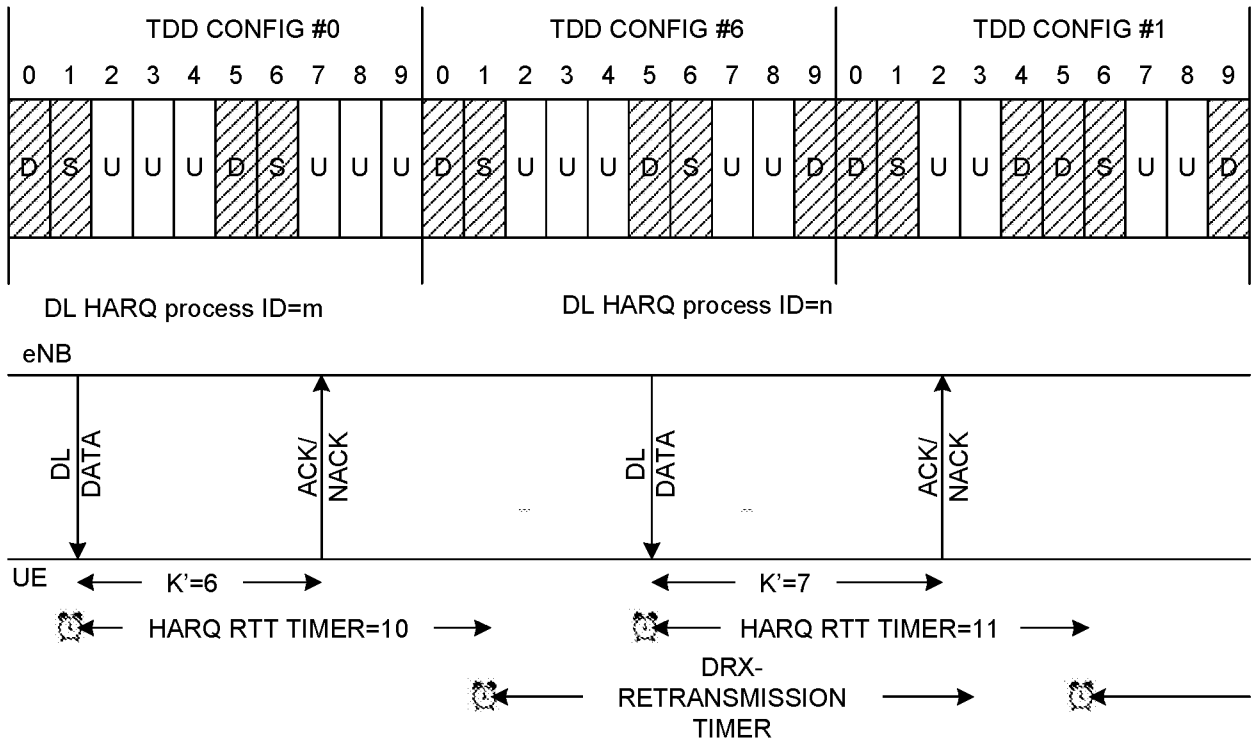 TDD CONFIG #0 TDD CONFIG #6 TDD CONFIG #1
0 1 2 3 4 5 6 7 8 9 0 1 2 3 4 5 6 7 8 9 0 1 2 3 4 5 6 7 8 9
D S U U U D S U U U D S U U U D S U U D D S U U D D S U U D
DL HARQ process ID=m DL HARQ process ID=n
eNB
DL
DATA
ACK/
NACK
DL
DATA
ACK/
NACK
UE
K'=6 K'=7
HARQ RTT TIMER=10 HARQ RTT TIMER=11
DRX-
RETRANSMISSION
TIMER